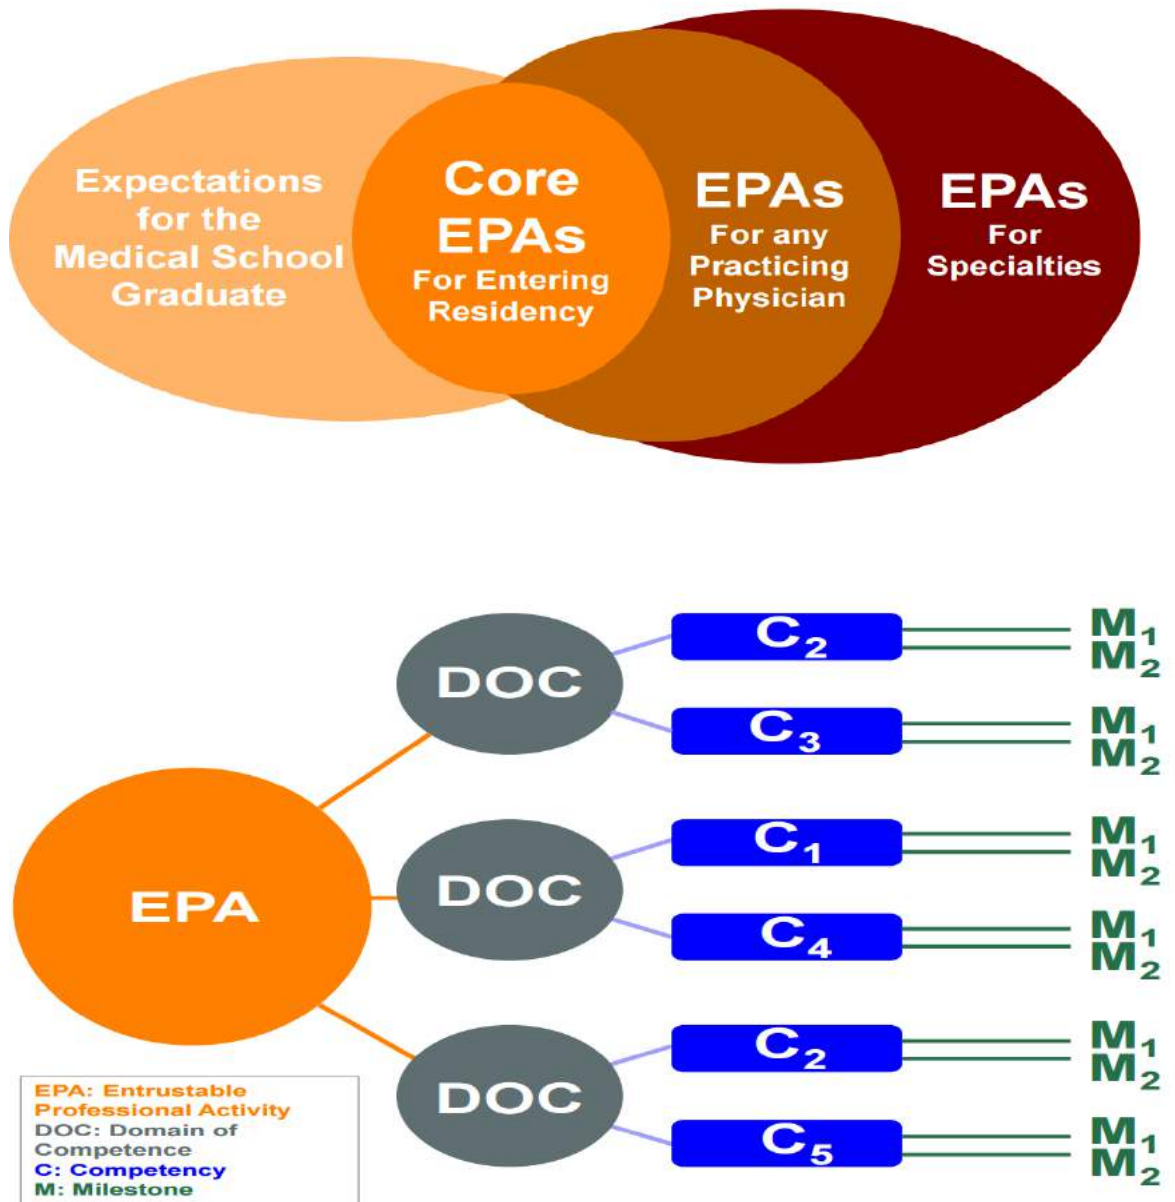 Expectations
for the
Medical School
Graduate
Core
EPAs
For Entering
Residency
EPAs
For any
Practicing
Physician
EPAs
For
Specialties
EPA
DOC
C2
M1
M2
C3
M1
M2
DOC
C1
M1
M2
C4
M1
M2
DOC
C2
M1
M2
C5
M1
M2
EPA: Entrustable
Professional Activity
DOC: Domain of
Competence
C: Competency
M: Milestone